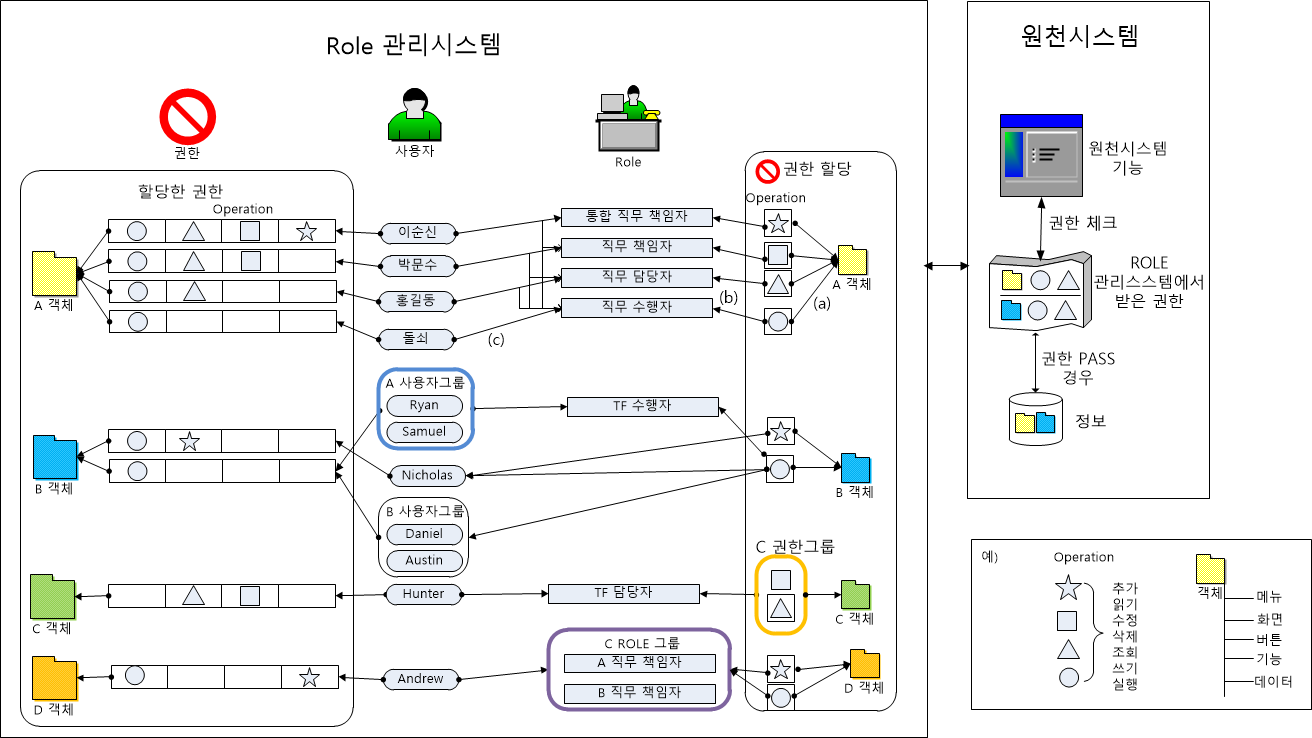 Role 관리시스템
권한
사용자
Role
할당한 권한
Operation
권한 할당
Operation
A 객체
이순신
박문수
홍길동
돌쇠
통합 직무 책임자
직무 책임자
직무 담당자
직무 수행자
(a)
(b)
(c)
A 객체
A 사용자그룹
Ryan
Samuel
TF 수행자
B 객체
Nicholas
B 객체
B 사용자그룹
Daniel
Austin
C 권한그룹
C 객체
Hunter
TF 담당자
C 객체
C ROLE 그룹
A 직무 책임자
B 직무 책임자
D 객체
Andrew
D 객체
원천시스템
원천시스템
기능
권한 체크
ROLE
관리스스템에서
받은 권한
권한 PASS
경우
정보
예)
Operation
추가
읽기
수정
삭제
조회
쓰기
실행
객체
메뉴
화면
버튼
기능
데이터